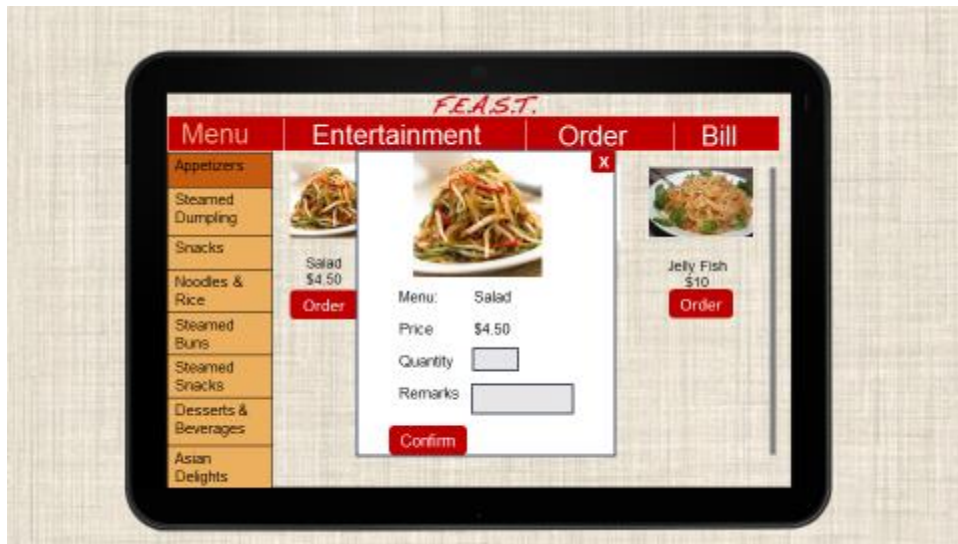 F.E.A.S.T.
Menu
Entertainment
Order
Bill
Appetizers
Steamed
Dumpling
Snacks
Noodles &
Rice
Steamed
Buns
Steamed
Snacks
Desserts &
Beverages
Asian
Delights
Salad
$4.50
Order
X
Menu: Salad
Price $4.50
Quantity
Remarks
Confirm
Jelly Fish
$10
Order